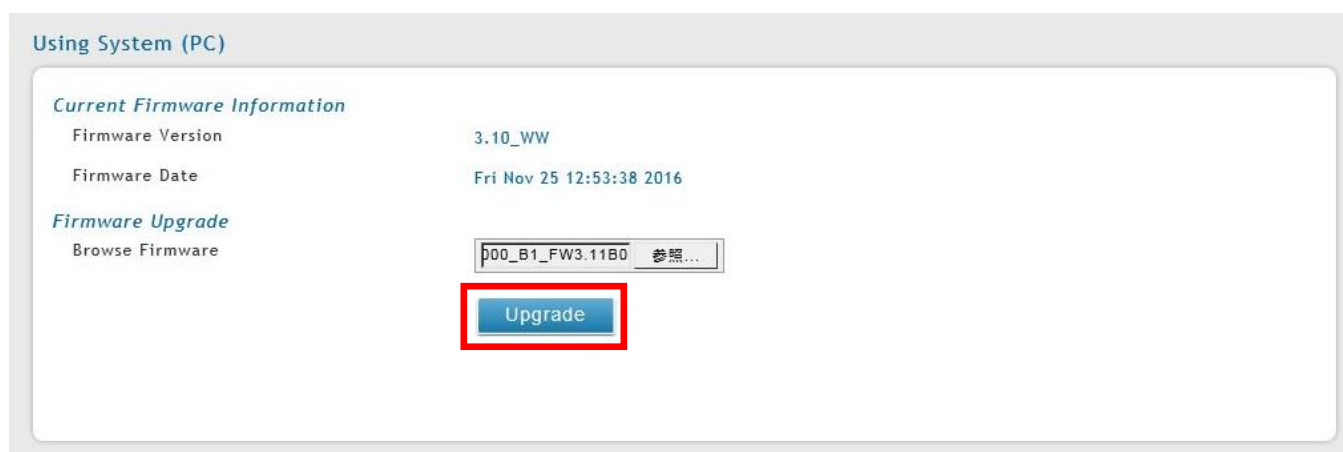 Using System (PC)
Current Firmware Information
Firmware Version 3.10_WW
Firmware Date Fri Nov 25 12:53:38 2016
Firmware Upgrade
Browse Firmware 000_B1_FW3.11B0 参照...
Upgrade